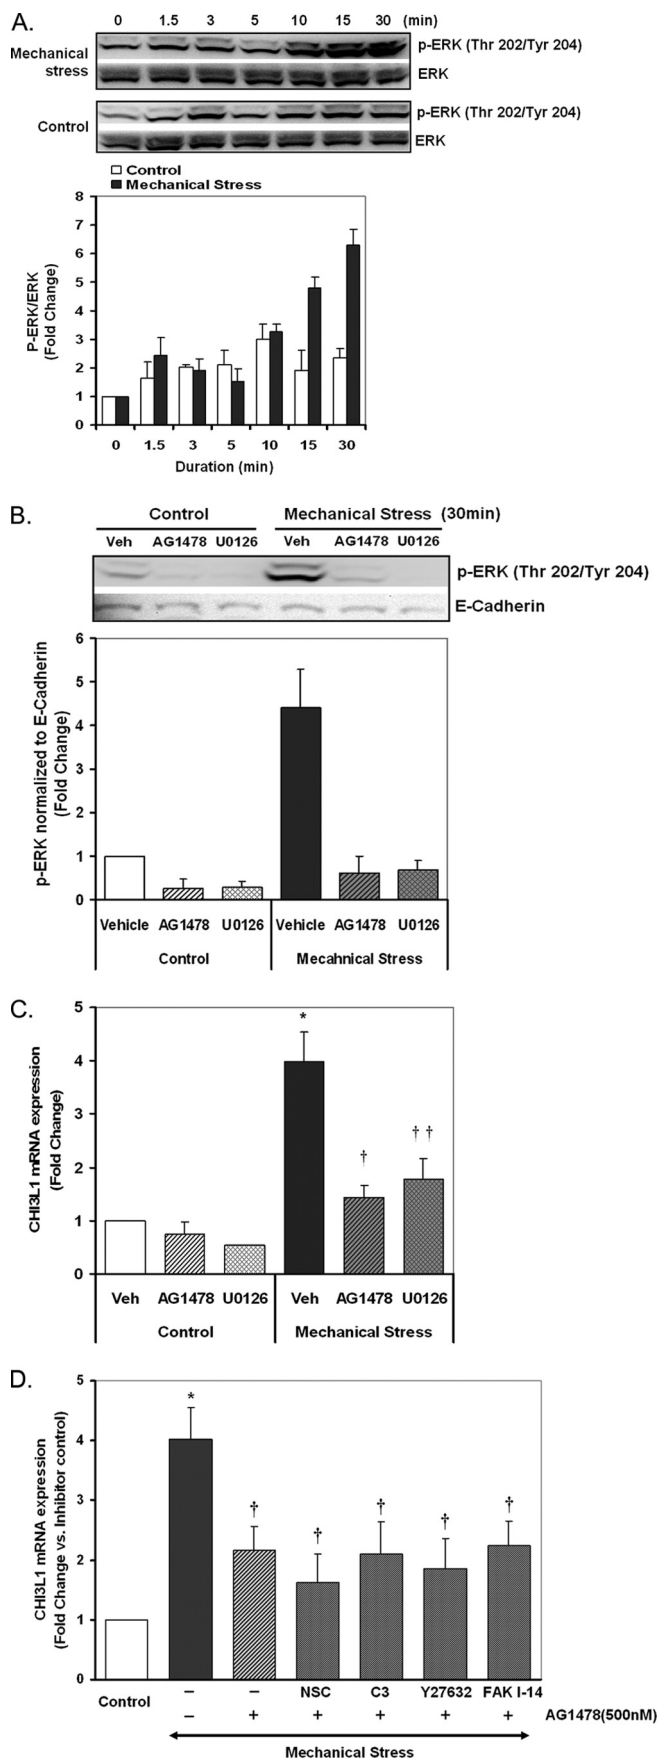 A.
0 1.5 3 5 10 15 30 (min)
Mechanical stress
p-ERK (Thr 202/Tyr 204)
ERK
Control
p-ERK (Thr 202/Tyr 204)
ERK
Control
Mechanical Stress
8
7
6
5
4
3
2
1
0
P-ERK/ERK
(Fold Change)
0 1.5 3 5 10 15 30
Duration (min)
B.
Control Mechanical Stress (30min)
Veh AG1478 U0126 Veh AG1478 U0126
p-ERK (Thr 202/Tyr 204)
E-Cadherin
6
5
4
3
2
1
0
p-ERK normalized to E-Cadherin
(Fold Change)
Vehicle AG1478 U0126 Vehicle AG1478 U0126
Control Mecahnical Stress
C.
5
4
3
2
1
0
CHI3L1 mRNA expression
(Fold Change)
*
†
† †
Veh AG1478 U0126 Veh AG1478 U0126
Control Mechanical Stress
D.
5
4
3
2
1
0
CHI3L1 mRNA expression
(Fold Change vs. Inhibitor control)
*
† † † † †
Control – – NSC C3 Y27632 FAK I-14
– + + + + + AG1478(500nM)
Mechanical Stress